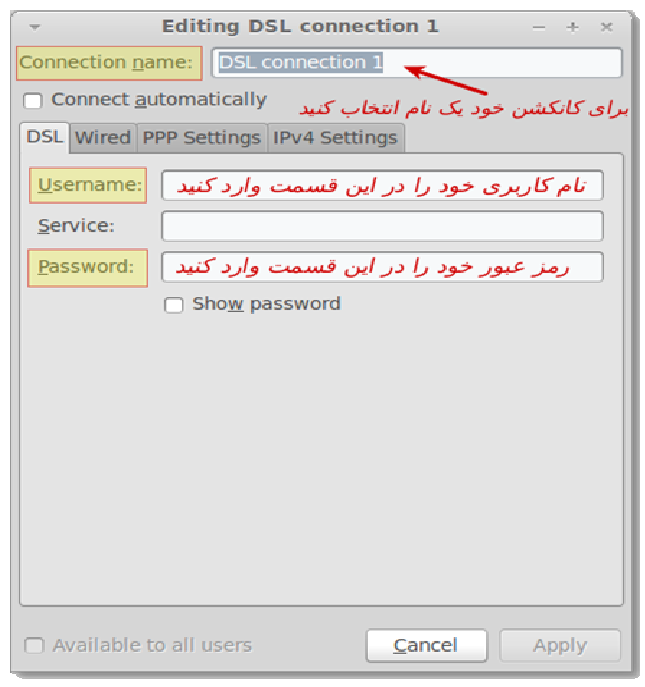 Editing DSL connection 1
Connection name: DSL connection 1
Connect automatically
برای کانکشن خود یک نام انتخاب کنید
DSL Wired PPP Settings IPv4 Settings
Username: نام کاربری خود را در این قسمت وارد کنید
Service:
Password: رمز عبور خود را در این قسمت وارد کنید
Show password
Available to all users Cancel Apply